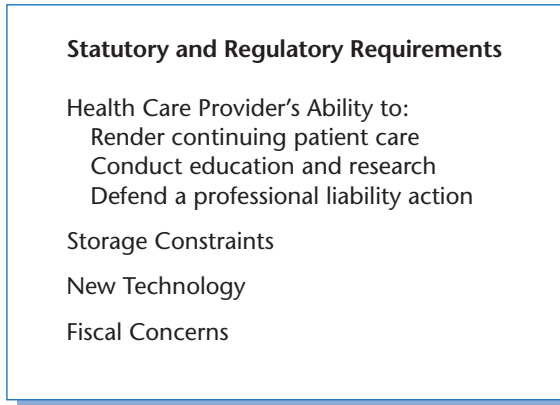 Statutory and Regulatory Requirements
Health Care Provider’s Ability to:
Render continuing patient care
Conduct education and research
Defend a professional liability action
Storage Constraints
New Technology
Fiscal Concerns